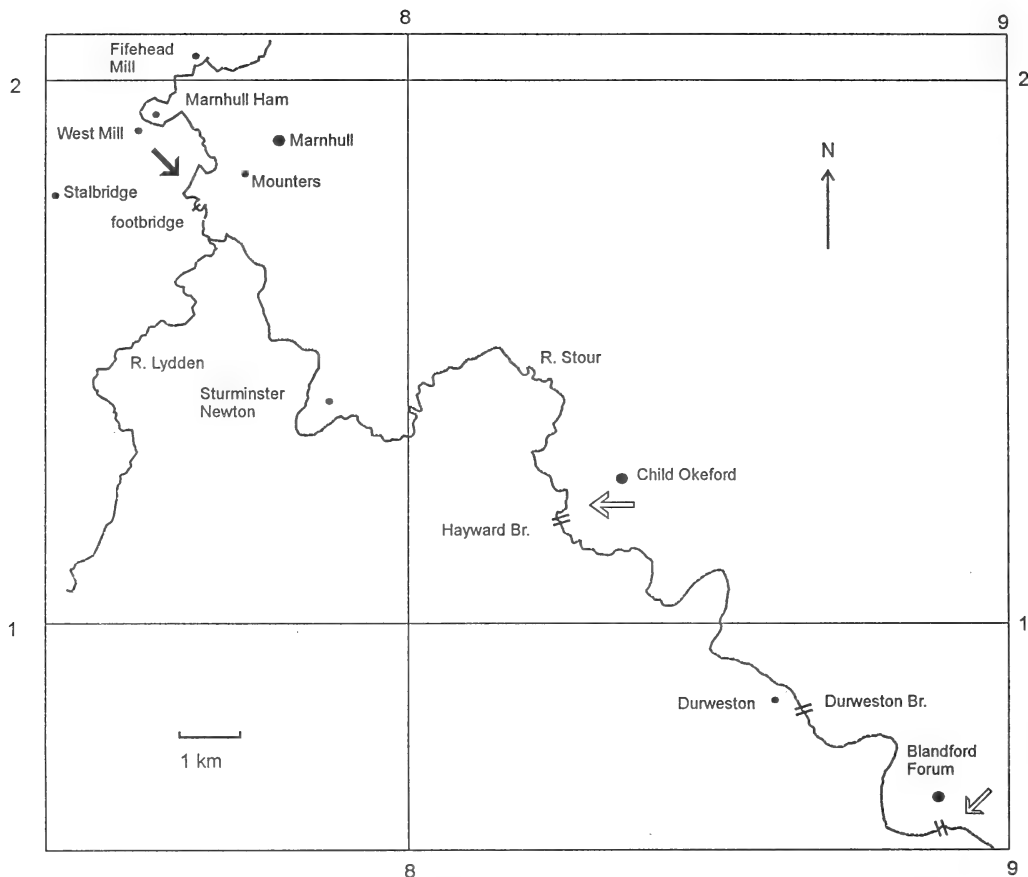 8
9
Fifehead
Mill
2
2
Marnhull Ham
West Mill
Marnhull
N
Mounters
Stalbridge
footbridge
R. Lydden
R. Stour
Sturminster
Newton
Child Okeford
Hayward Br.
1
1
Durweston
Durweston Br.
1 km
Blandford
Forum
8
9